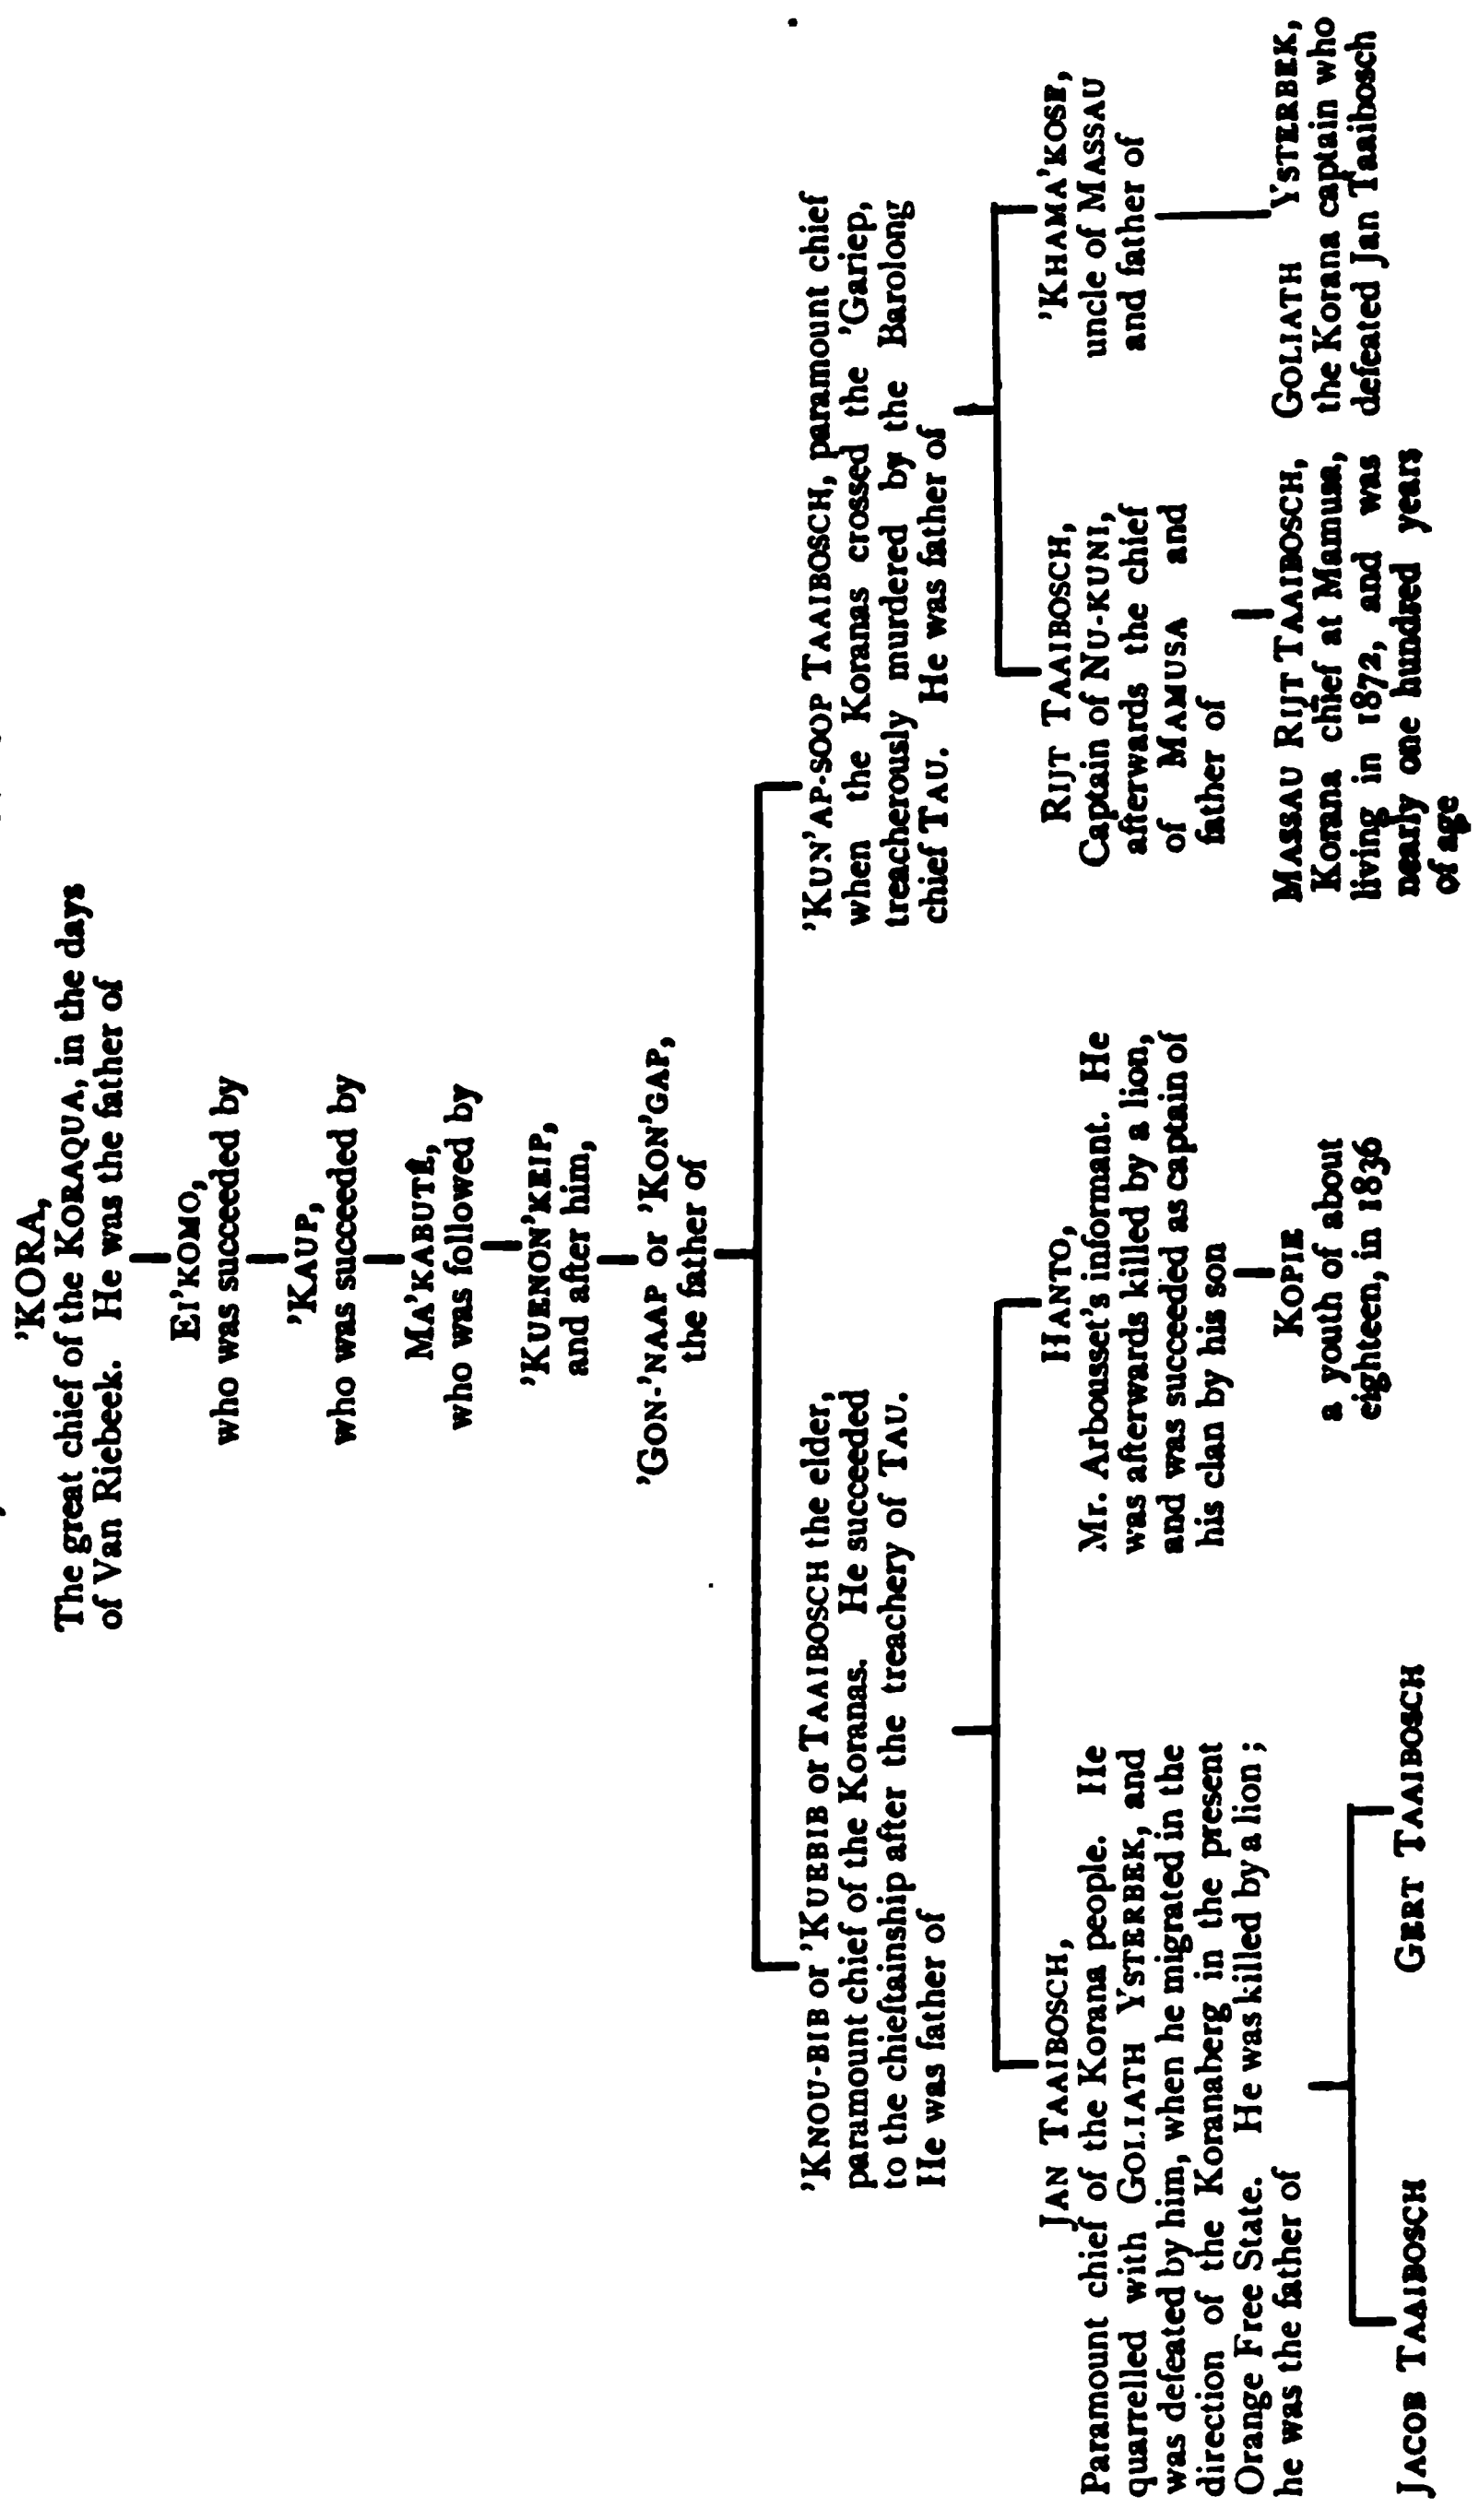 'KORA,
The great chief of the KORAQUA, in the days
of Van Riebeek. He was the father of
EI'KOMO,
who was succeeded by
'KAUP,
who was succeeded by
MA'KABUTÈ,
who was followed by
'KUENON'KEIP,
and after him,
'GON-'NAAP or 'KON'GAP,
the father of
'KNOU-BIB or 'KUEBIB or TAAIBOSCH the elder,
paramount chief of the Koranas. He succeeded
to the chieftainship after the treachery of TAU.
He was father of
'KUN'AP-SOOP TAAIBOSCH, paramount chief
when the Koranas crossed the 'Gariep,
treacherously murdered by the Barolong
chief TAU. He was father of
JAN TAAIBOSCH,
Paramount chief of the Korana people. He
quarrelled with GOLIATH YSTERBEK, and
was defeated by him, when he migrated in the
direction of the Koranaberg in the present
Orange Free State. He was killed by a lion;
he was the father of
HANTO,
Mr. Arbousset's informant. He
was afterwards killed by a lion,
and was succeeded as captain of
his clan by his son
RIJT TAAIBOSCH,
Captain of NU-KUNI,
afterwards the chief
of MAMUSA and
father of
'KHAMA'KOSE,
uncle of MASSAU
and father of
JACOB TAAIBOSCH
GERT TAAIBOSCH
KOPIE
a youth of about
eighteen, in 1836
MASSAU RIJT TAAIBOSCH,
Korana chief at Mamusa,
living in 1872, and was
nearly one hundred years
of age
GOLIATH YSTERBEK,
the Korana captain who
defeated Jan Taaibosch